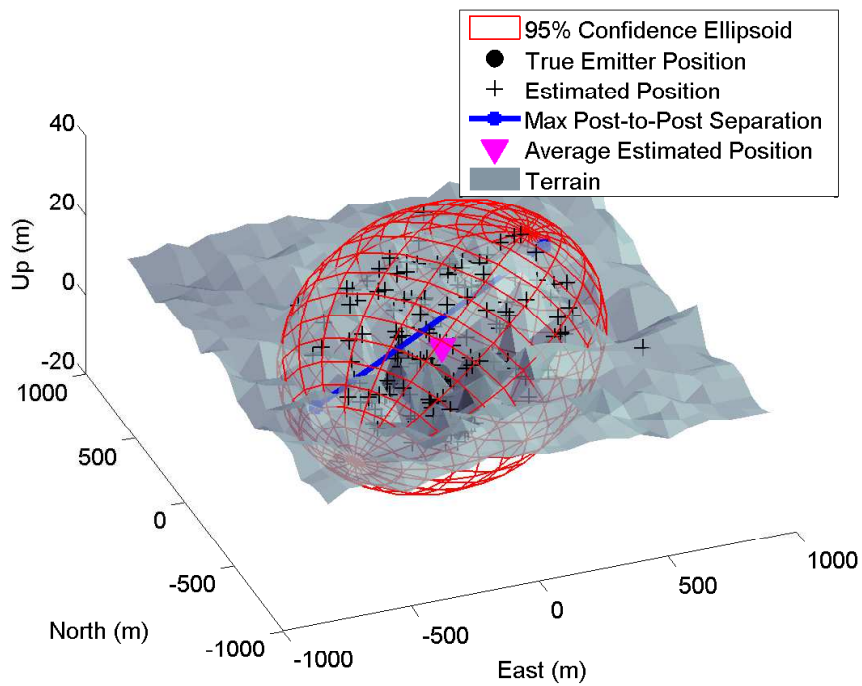 95% Confidence Ellipsoid
True Emitter Position
Estimated Position
Max Post-to-Post Separation
Average Estimated Position
Terrain
40
20
0
-20
Up (m)
1000
500
0
-500
-1000
North (m)
-1000
-500
0
500
1000
East (m)